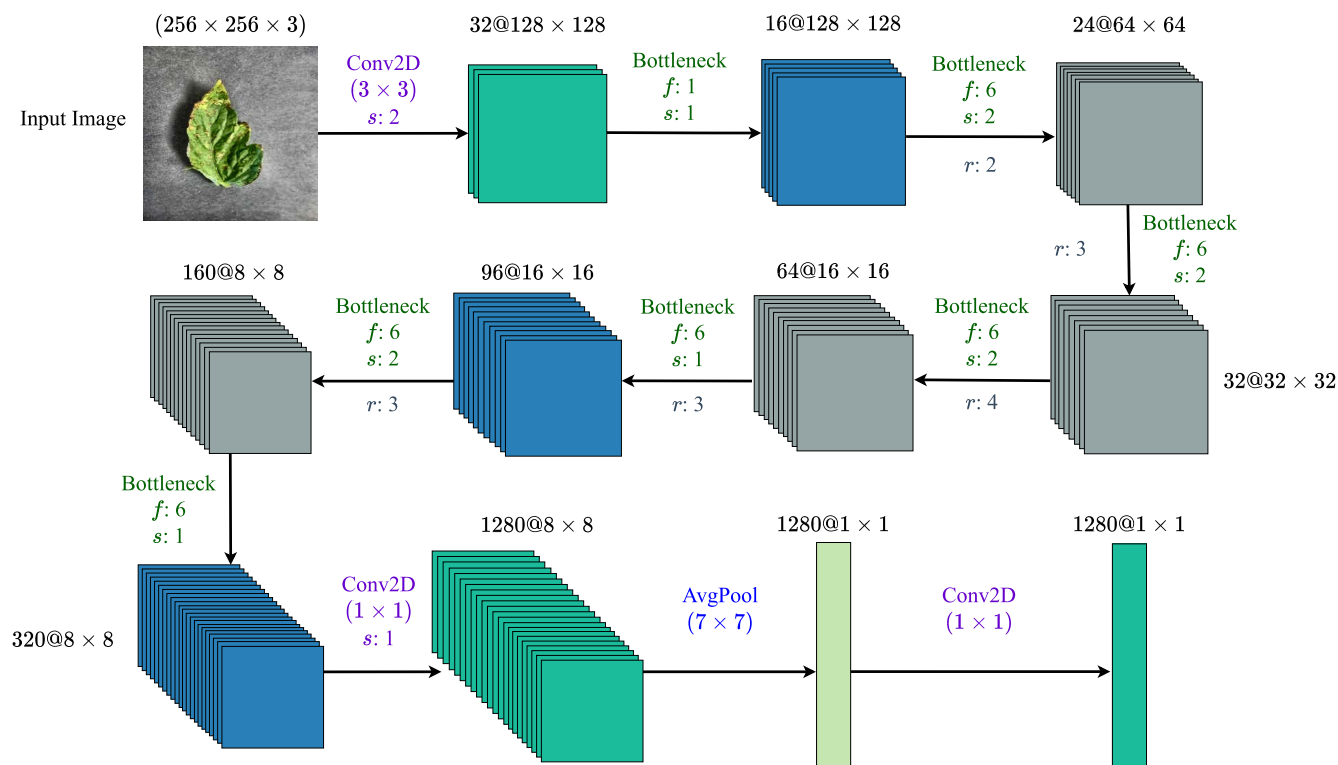 (256 × 256 × 3)
32@128 × 128
16@128 × 128
24@64 × 64
Input Image
Conv2D
(3 × 3)
s: 2
Bottleneck
f: 1
s: 1
Bottleneck
f: 6
s: 2
r: 2
r: 3
Bottleneck
f: 6
s: 2
32@32 × 32
Bottleneck
f: 6
s: 2
r: 4
64@16 × 16
Bottleneck
f: 6
s: 1
r: 3
96@16 × 16
Bottleneck
f: 6
s: 2
r: 3
160@8 × 8
Bottleneck
f: 6
s: 1
320@8 × 8
Conv2D
(1 × 1)
s: 1
1280@8 × 8
AvgPool
(7 × 7)
1280@1 × 1
Conv2D
(1 × 1)
1280@1 × 1